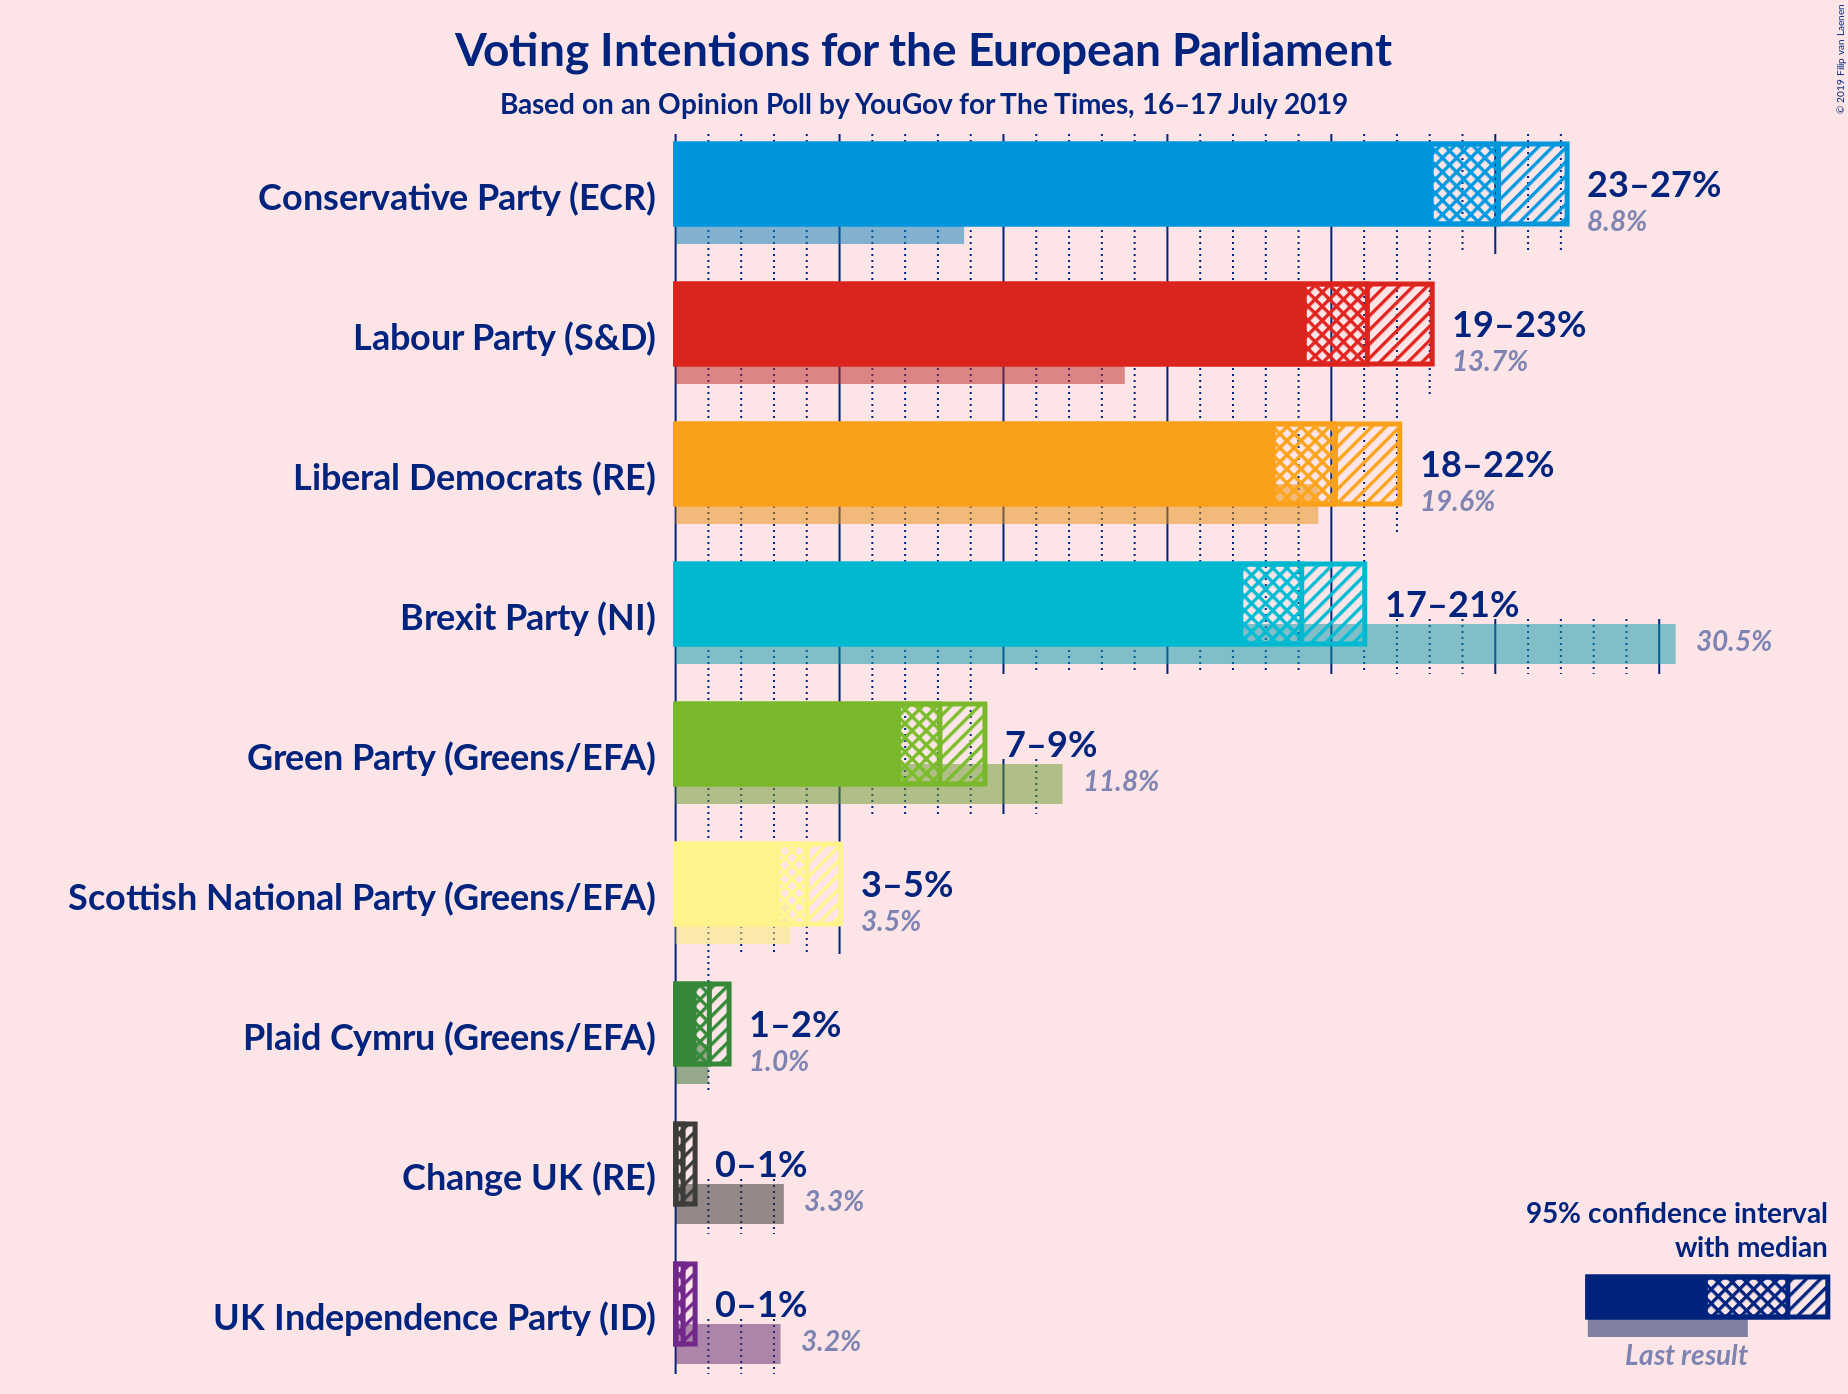 Voting Intentions for the European Parliament
Based on an Opinion Poll by YouGov for The Times, 16–17 July 2019
© 2019 Filip van Laenen
Conservative Party (ECR)
23–27%
8.8%
Labour Party (S&D)
19–23%
13.7%
Liberal Democrats (RE)
18–22%
19.6%
Brexit Party (NI)
17–21%
30.5%
Green Party (Greens/EFA)
7–9%
11.8%
Scottish National Party (Greens/EFA)
3–5%
3.5%
Plaid Cymru (Greens/EFA)
1–2%
1.0%
Change UK (RE)
0–1%
3.3%
UK Independence Party (ID)
0–1%
3.2%
95% confidence interval
with median
Last result